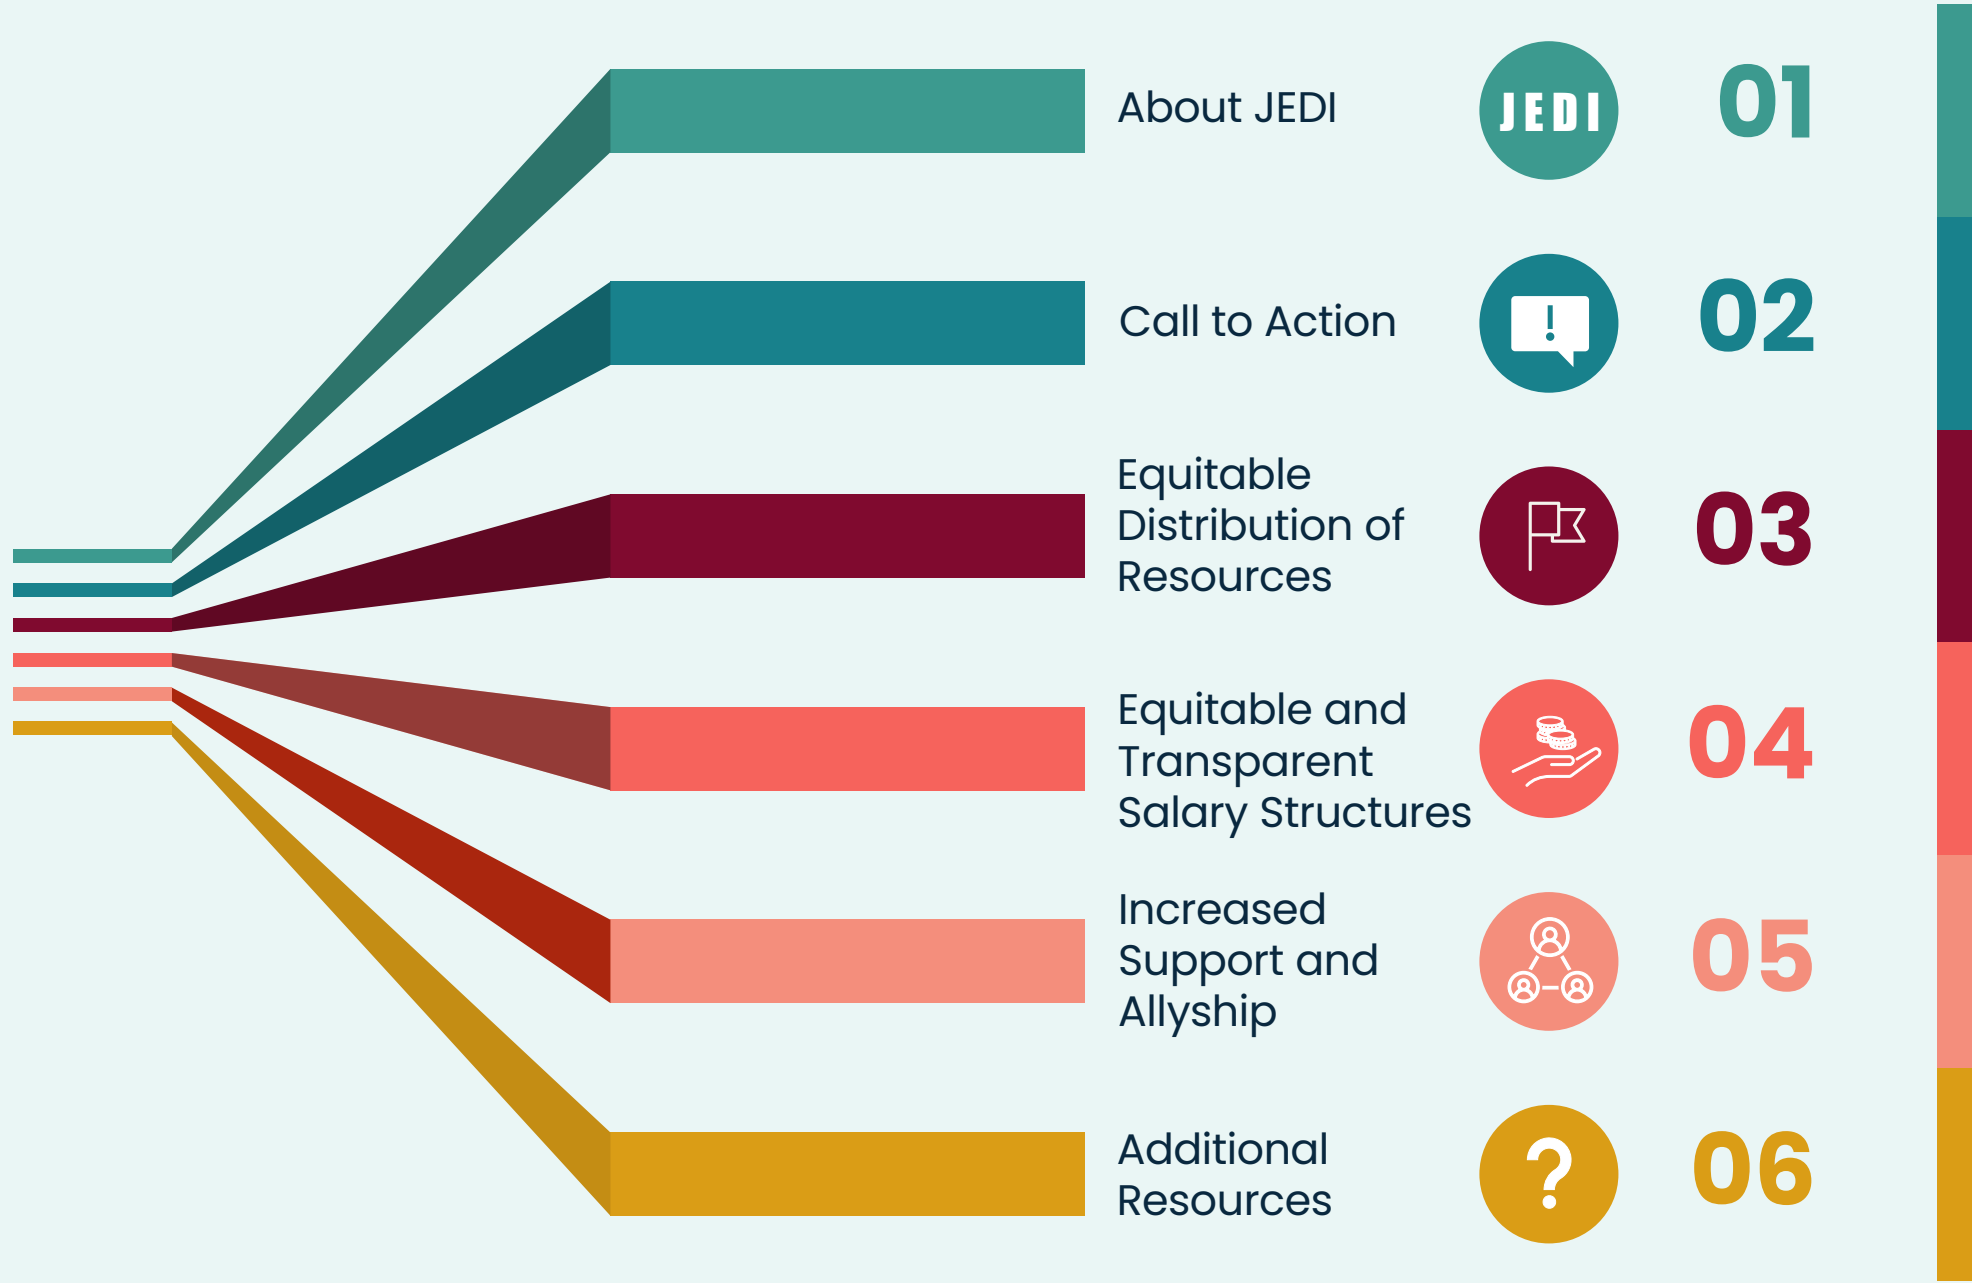 About JEDI
JEDI
01
Call to Action
!
02
Equitable
Distribution of
Resources
03
Equitable and
Transparent
Salary Structures
04
Increased
Support and
Allyship
05
Additional
Resources
?
06